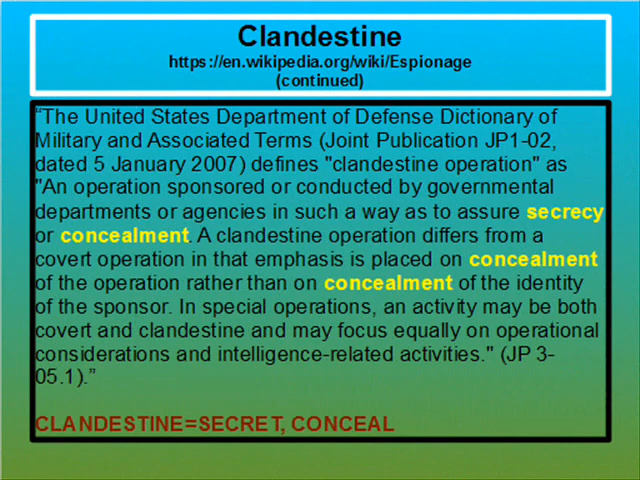 Clandestine
https://en.wikipedia.org/wiki/Espionage
(continued)
“The United States Department of Defense Dictionary of
Military and Associated Terms (Joint Publication JP1-02,
dated 5 January 2007) defines "clandestine operation" as
"An operation sponsored or conducted by governmental
departments or agencies in such a way as to assure secrecy
or concealment. A clandestine operation differs from a
covert operation in that emphasis is placed on concealment
of the operation rather than on concealment of the identity
of the sponsor. In special operations, an activity may be both
covert and clandestine and may focus equally on operational
considerations and intelligence-related activities." (JP 3-
05.1).”
CLANDESTINE=SECRET, CONCEAL